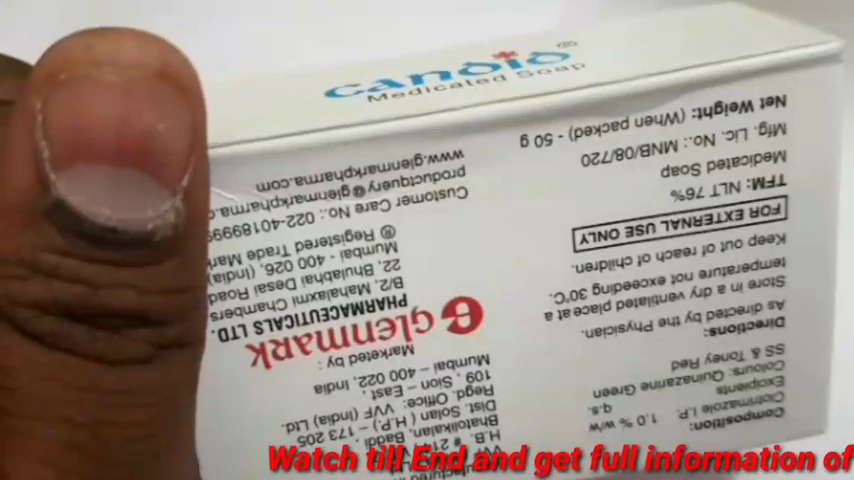 Candid®
Medicated Soap
Composition:
Clotrimazole I.P. 1.0 % w/w
Excipients q.s.
Colours: Quinazarine Green
SS & Toney Red
Directions:
As directed by the Physician.
Store in a dry ventilated place at a
temperature not exceeding 30°C.
Keep out of reach of children.
FOR EXTERNAL USE ONLY
TFM: NLT 76%
Medicated Soap
Mfg. Lic. No.: MNB/08/720
Net Weight: (When packed) - 50 g
H.B. #
Bhatolikalan, Baddi
Dist. Solan (H.P.) – 173 205
Regd. Office: VVF (India) Ltd.
109, Sion – East,
Mumbai – 400 022, India
Marketed by :
Glenmark
PHARMACEUTICALS LTD.
B/2, Mahalaxmi Chambers
22, Bhulabhai Desai Road
Mumbai - 400 026, (India)
® Registered Trade Mark
Customer Care No.: 022-40189999
productquery@glenmarkpharma.com
www.glenmarkpharma.com
Watch till End and get full information of